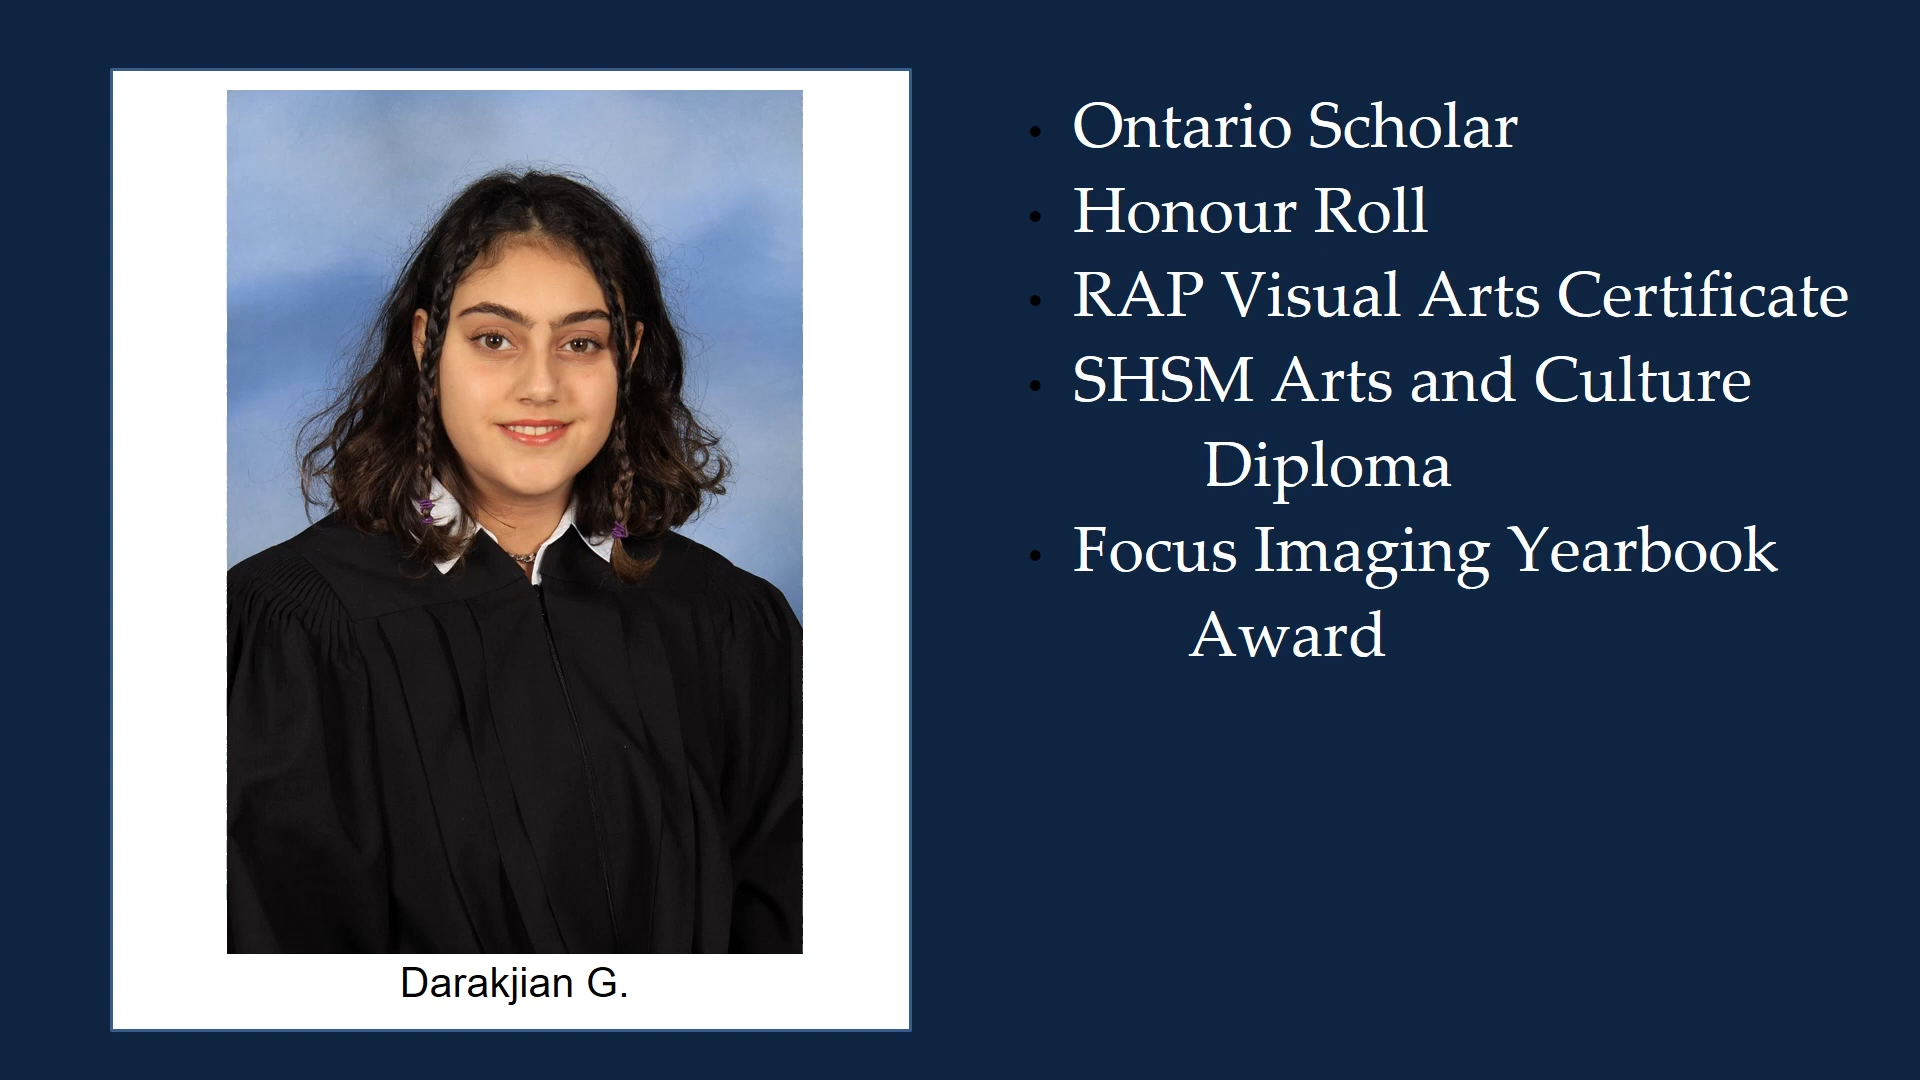 Ontario Scholar
Honour Roll
RAP Visual Arts Certificate
SHSM Arts and Culture
Diploma
Focus Imaging Yearbook
Award
Darakjian G.